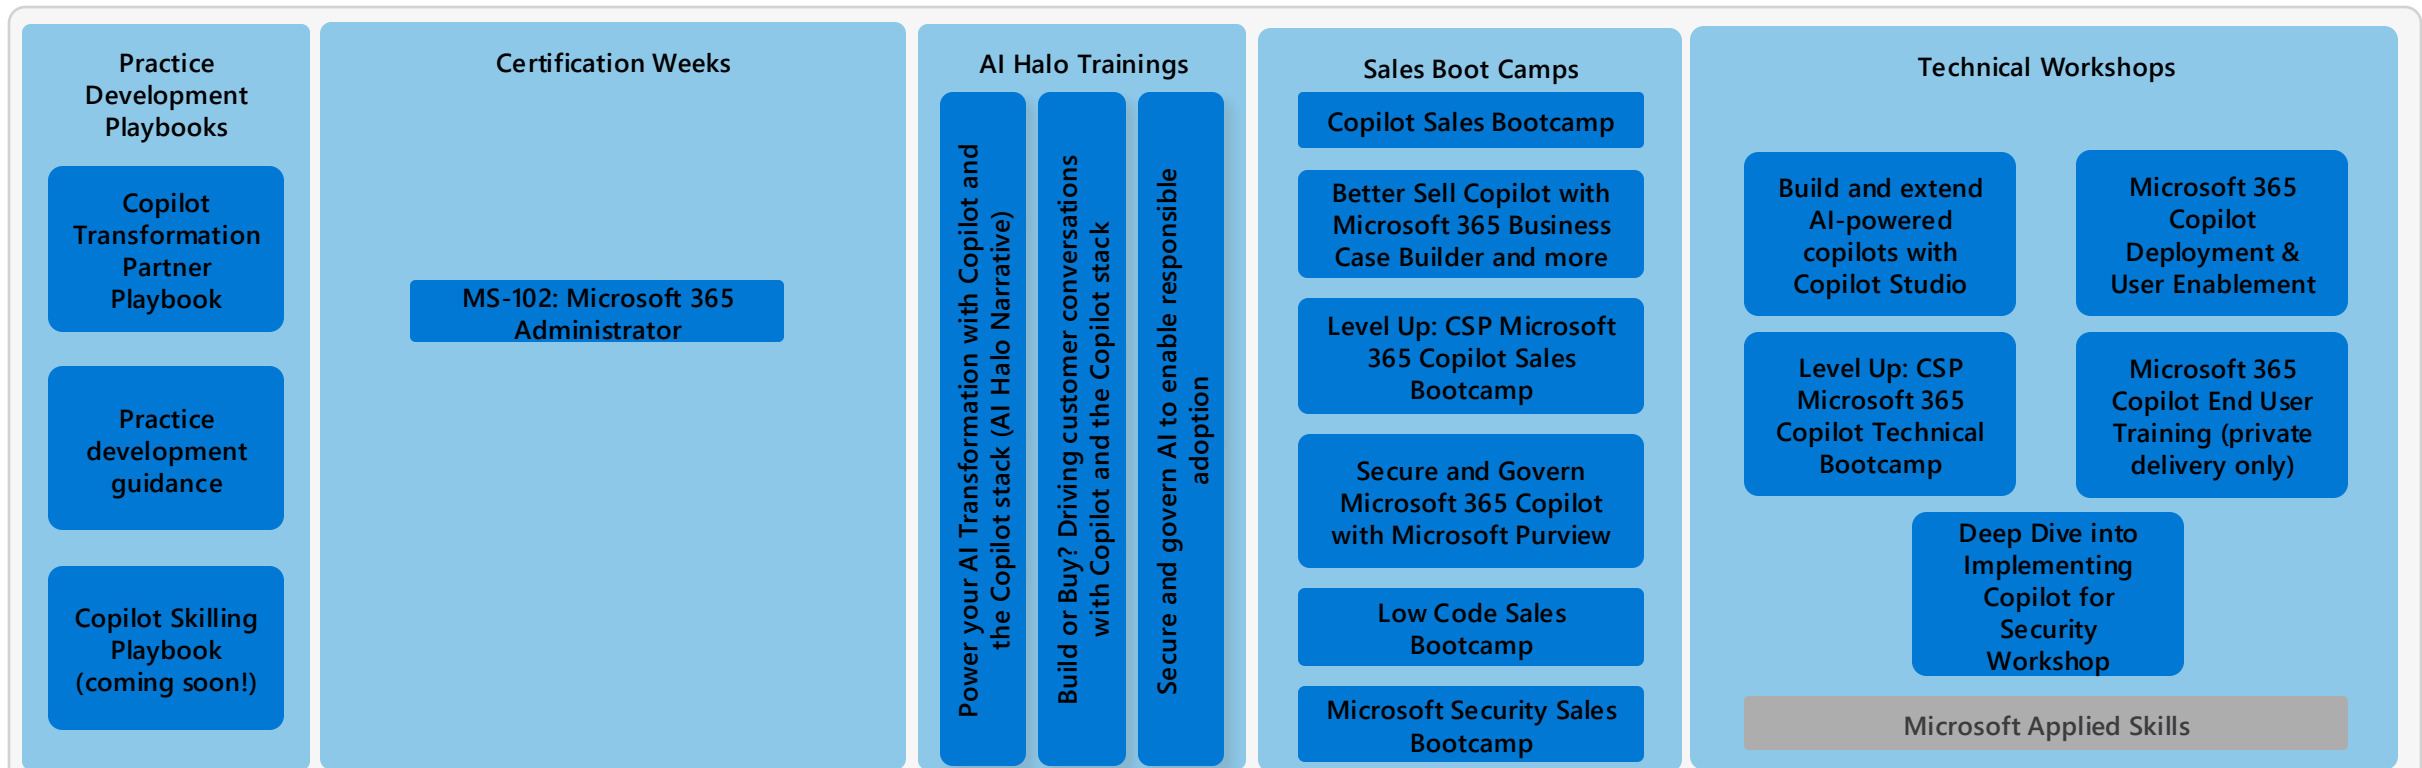 Practice
Development
Playbooks
Copilot
Transformation
Partner
Playbook
Practice
development
guidance
Copilot Skilling
Playbook
(coming soon!)
Certification Weeks
MS-102: Microsoft 365
Administrator
AI Halo Trainings
Power your AI Transformation with Copilot and
the Copilot stack (AI Halo Narrative)
Build or Buy? Driving customer conversations
with Copilot and the Copilot stack
Secure and govern AI to enable responsible
adoption
Sales Boot Camps
Copilot Sales Bootcamp
Better Sell Copilot with
Microsoft 365 Business
Case Builder and more
Level Up: CSP Microsoft
365 Copilot Sales
Bootcamp
Secure and Govern
Microsoft 365 Copilot
with Microsoft Purview
Low Code Sales
Bootcamp
Microsoft Security Sales
Bootcamp
Technical Workshops
Build and extend
AI-powered
copilots with
Copilot Studio
Microsoft 365
Copilot
Deployment &
User Enablement
Level Up: CSP
Microsoft 365
Copilot Technical
Bootcamp
Microsoft 365
Copilot End User
Training (private
delivery only)
Deep Dive into
Implementing
Copilot for
Security
Workshop
Microsoft Applied Skills